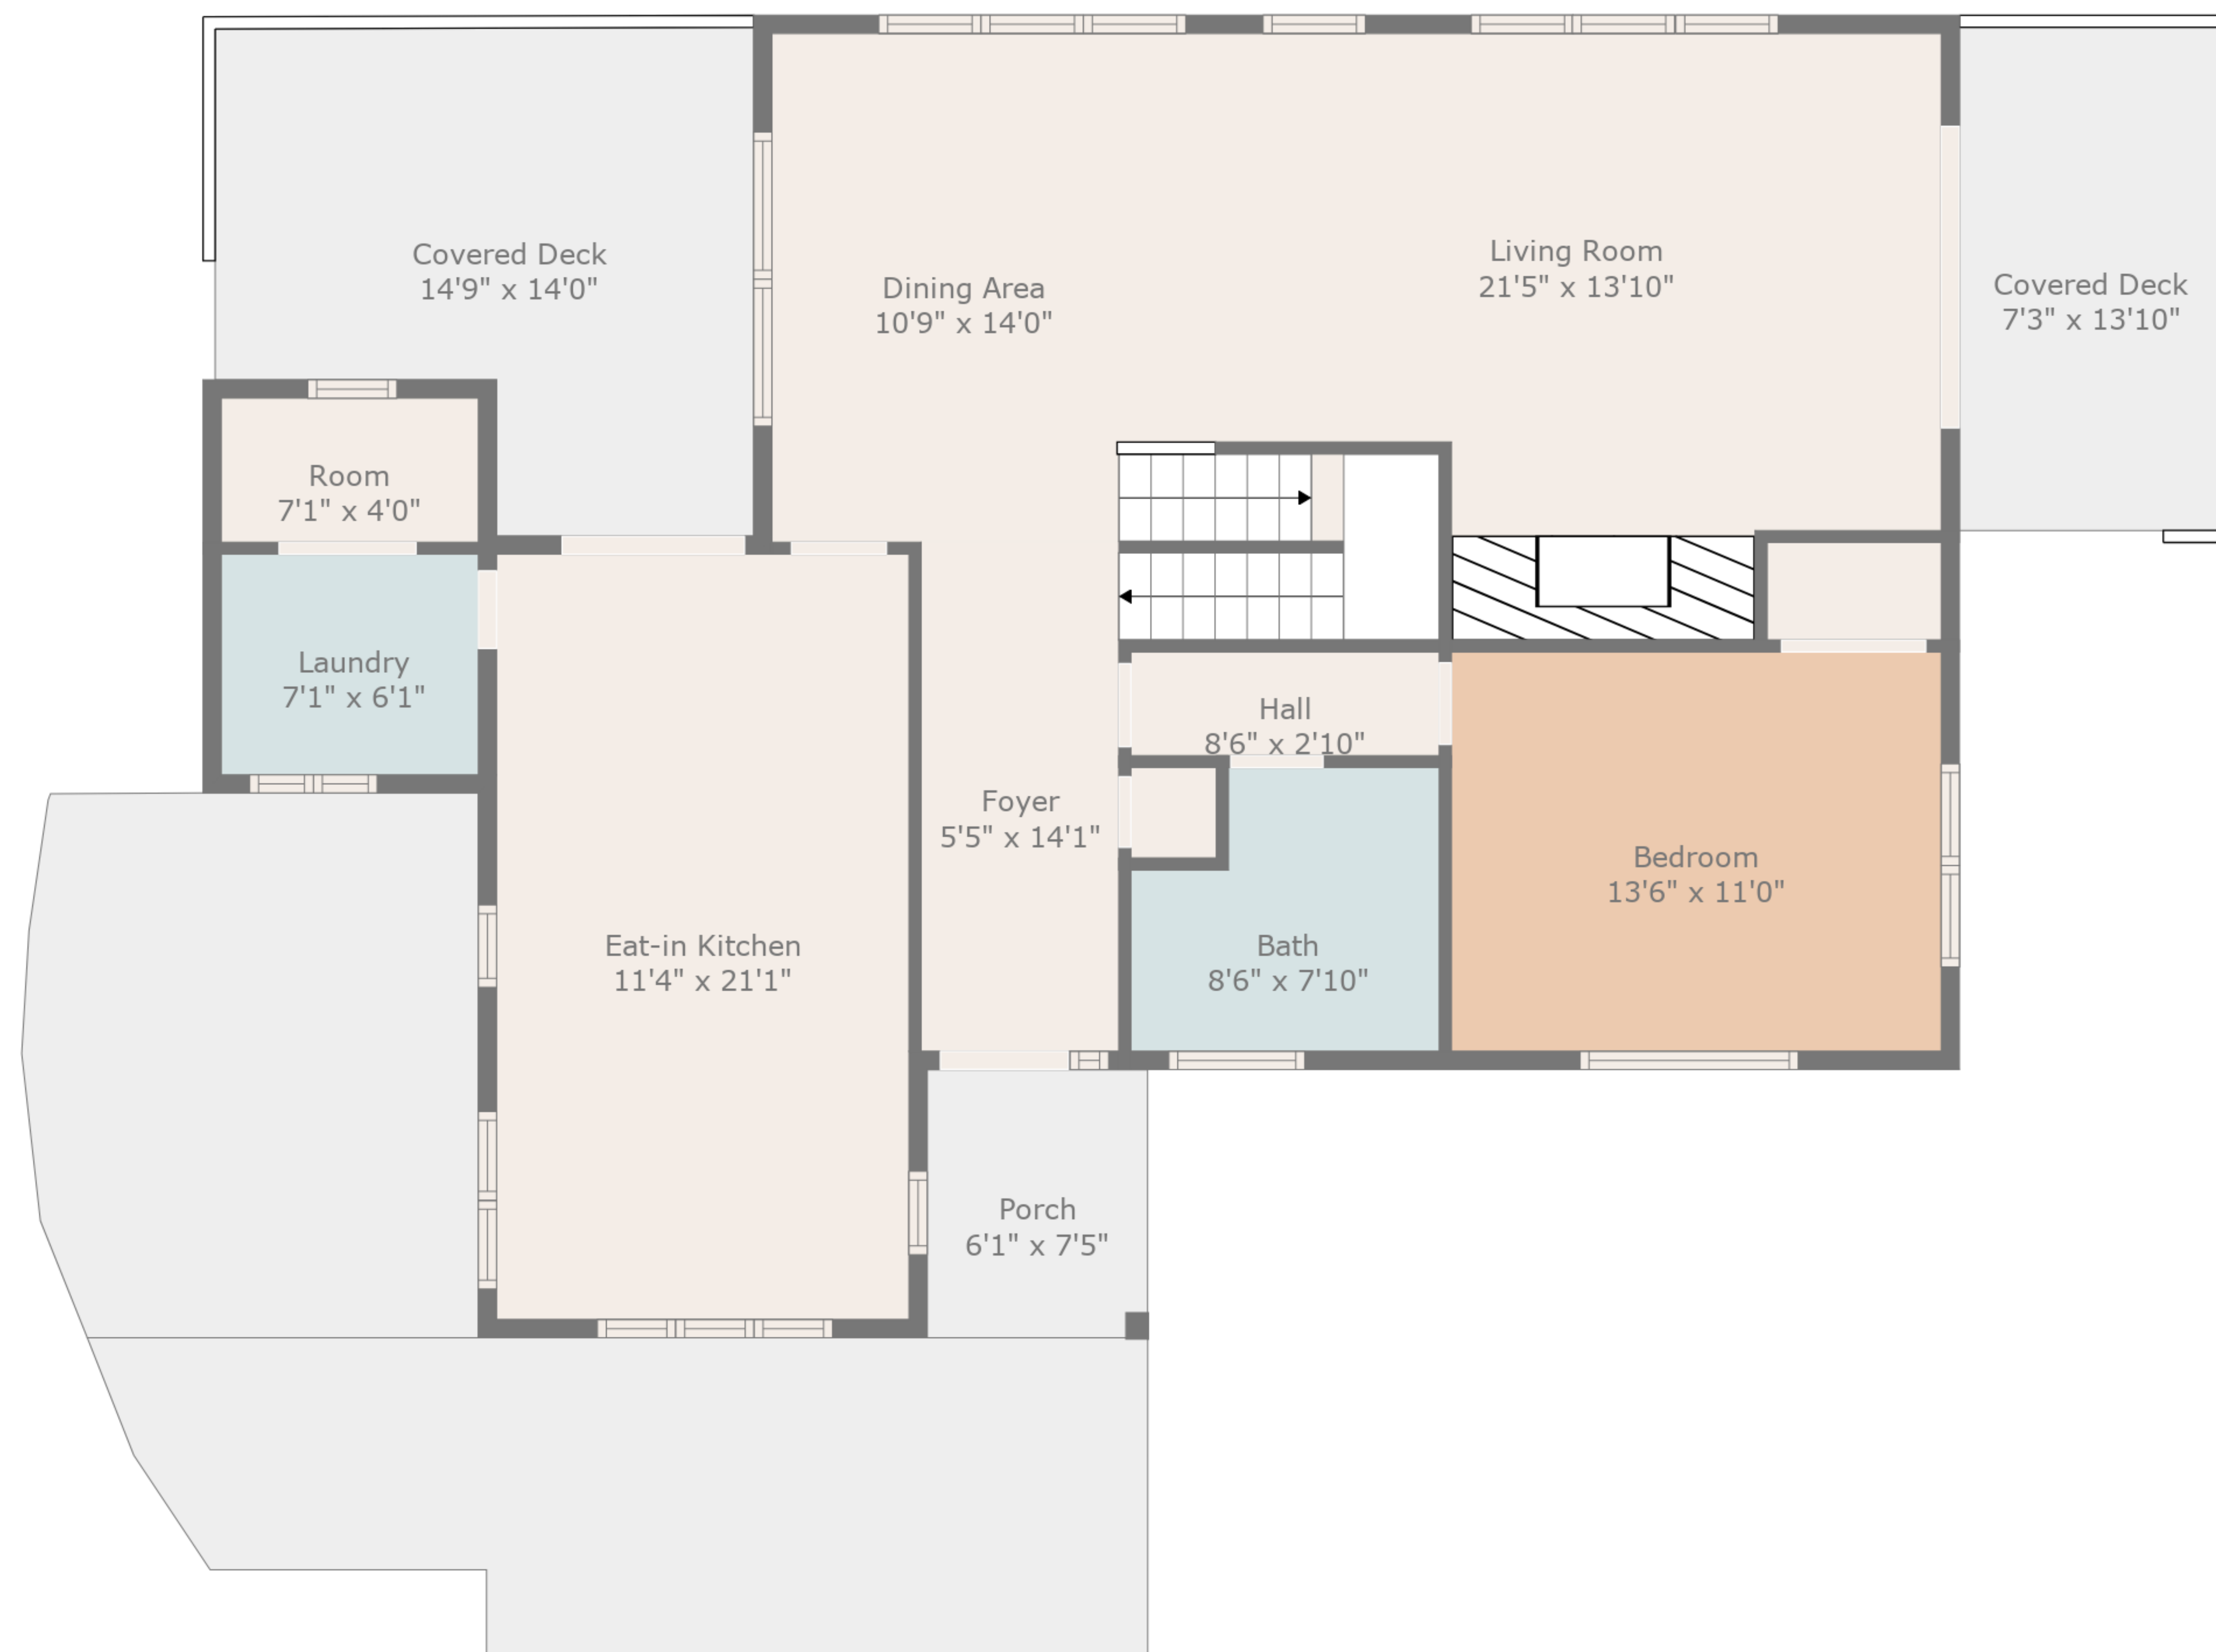 Covered Deck
14'9" x 14'0"
Dining Area
10'9" x 14'0"
Living Room
21'5" x 13'10"
Covered Deck
7'3" x 13'10"
Room
7'1" x 4'0"
Laundry
7'1" x 6'1"
Hall
8'6" x 2'10"
Foyer
5'5" x 14'1"
Bedroom
13'6" x 11'0"
Eat-in Kitchen
11'4" x 21'1"
Bath
8'6" x 7'10"
Porch
6'1" x 7'5"